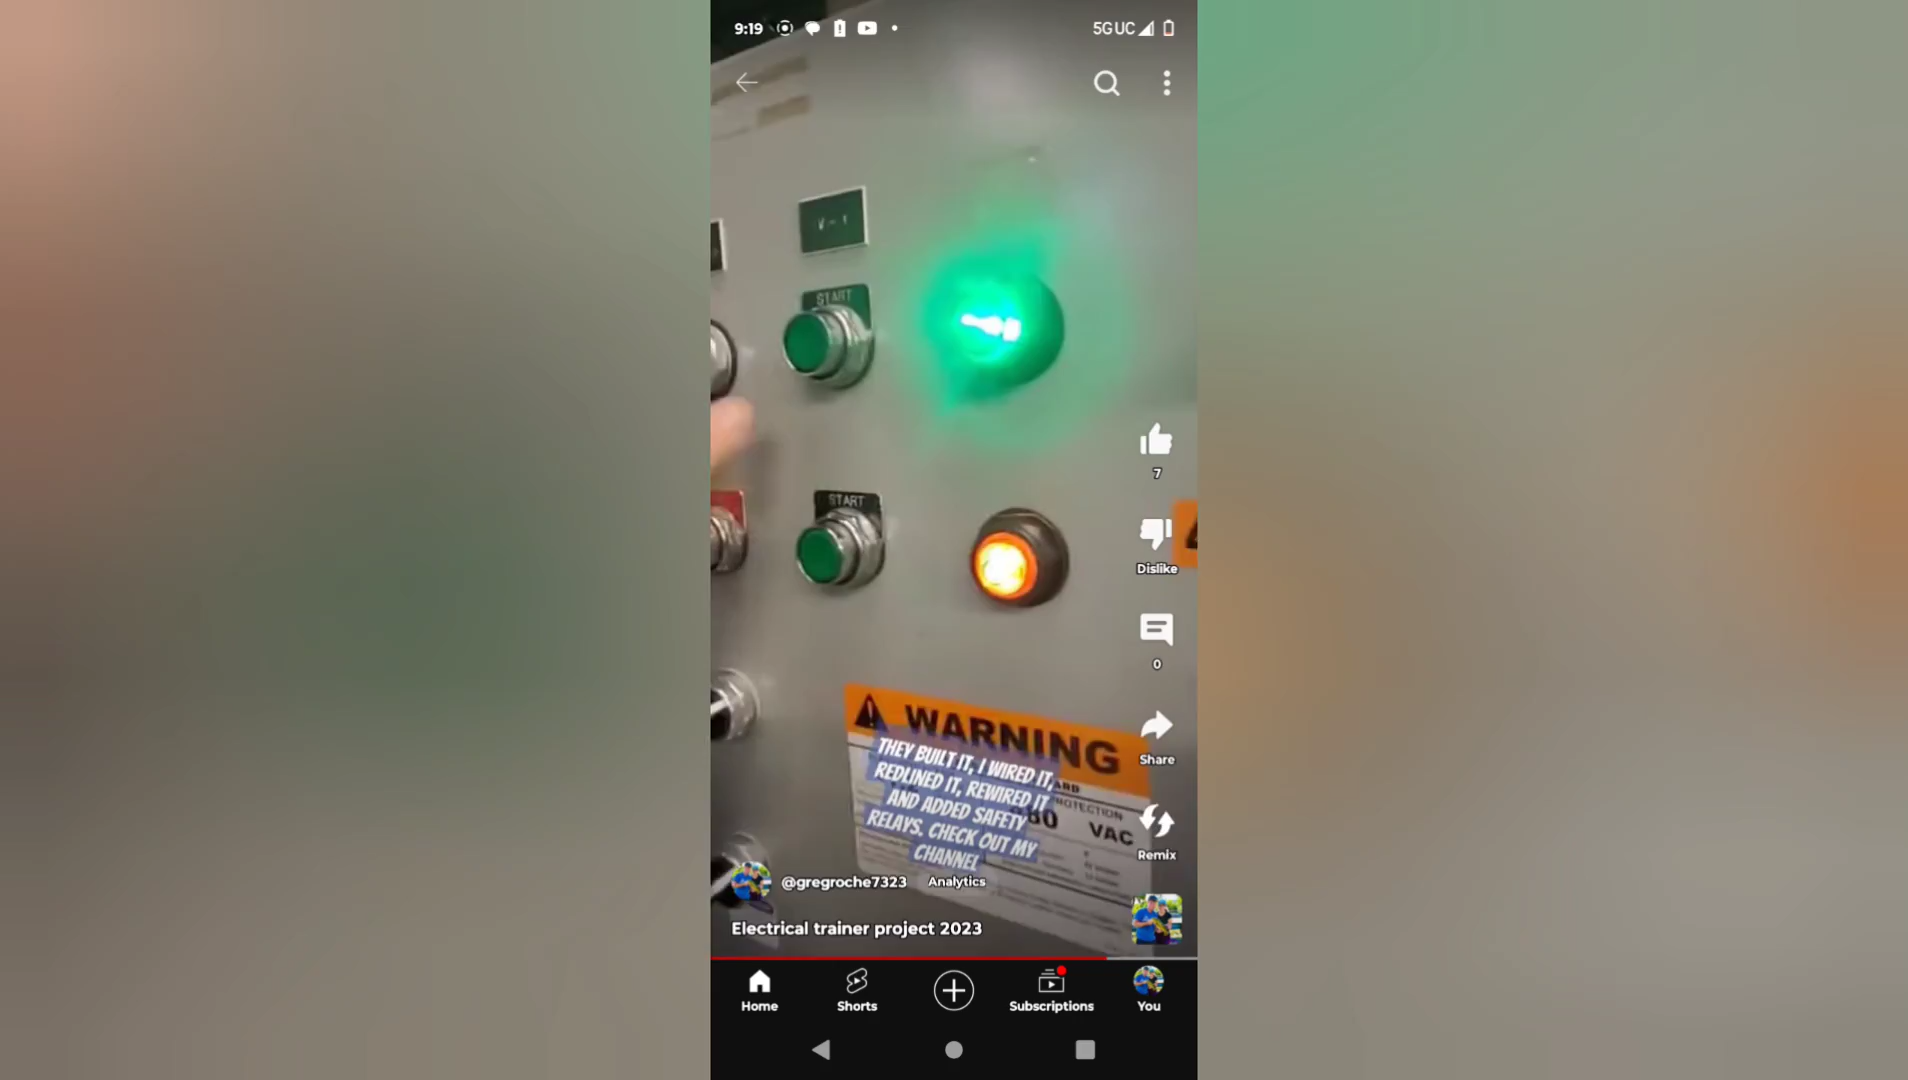 9:19
5G UC
V-1
START
START
7
Dislike
0
WARNING
Share
THEY BUILT IT, I WIRED IT,
REDLINED IT, REWIRED IT
AND ADDED SAFETY
RELAYS. CHECK OUT MY
CHANNEL
PROTECTION
VAC
Remix
@gregroche7323
Analytics
Electrical trainer project 2023
Home
Shorts
Subscriptions
You